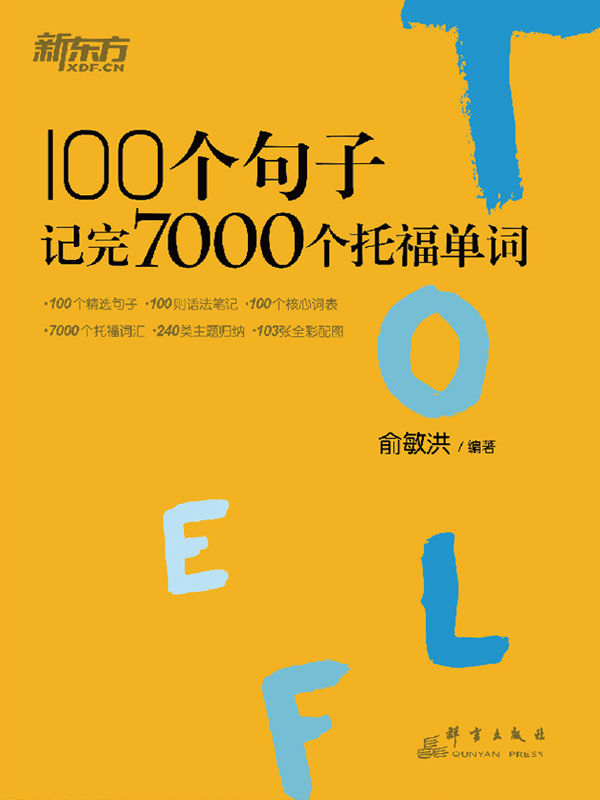 新东方
XDF.CN
T
100个句子
记完7000个托福单词
·100个精选句子 ·100则语法笔记 ·100个核心词表
·7000个托福词汇 ·240类主题归纳 ·103张全彩配图
O
俞敏洪 / 编著
E
L
F
群言出版社
QUNYAN PRESS